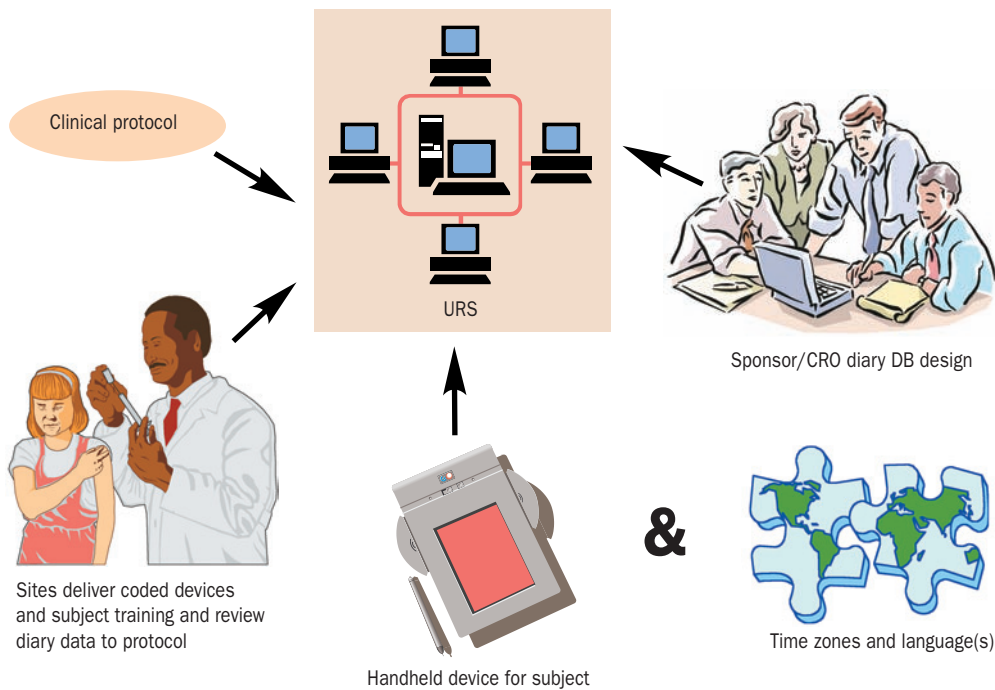 Clinical protocol
URS
Sponsor/CRO diary DB design
Sites deliver coded devices
and subject training and review
diary data to protocol
&
Handheld device for subject
Time zones and language(s)